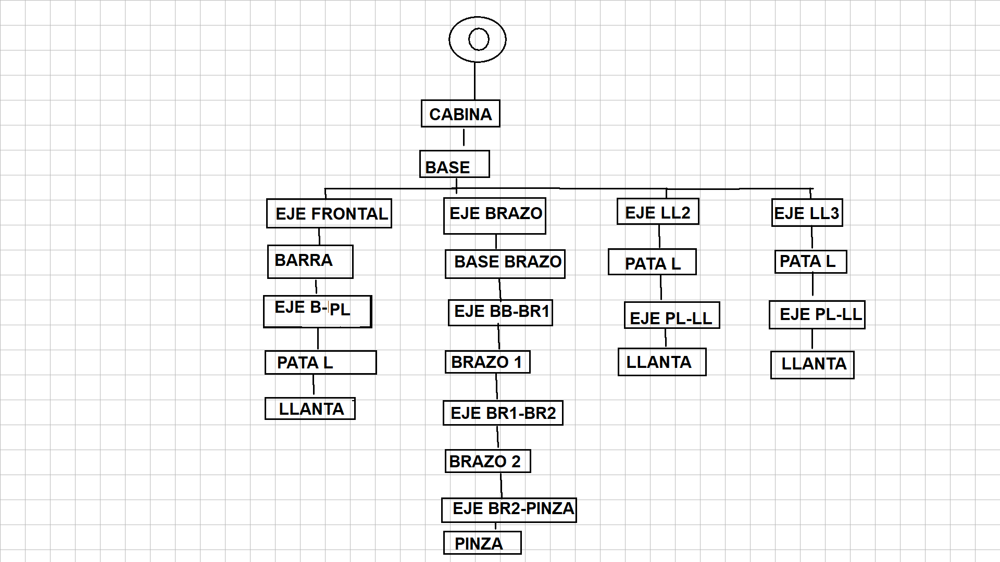 CABINA
BASE
EJE FRONTAL
BARRA
EJE B-PL
PATA L
LLANTA
EJE BRAZO
BASE BRAZO
EJE BB-BR1
BRAZO 1
EJE BR1-BR2
BRAZO 2
EJE BR2-PINZA
PINZA
EJE LL2
PATA L
EJE PL-LL
LLANTA
EJE LL3
PATA L
EJE PL-LL
LLANTA